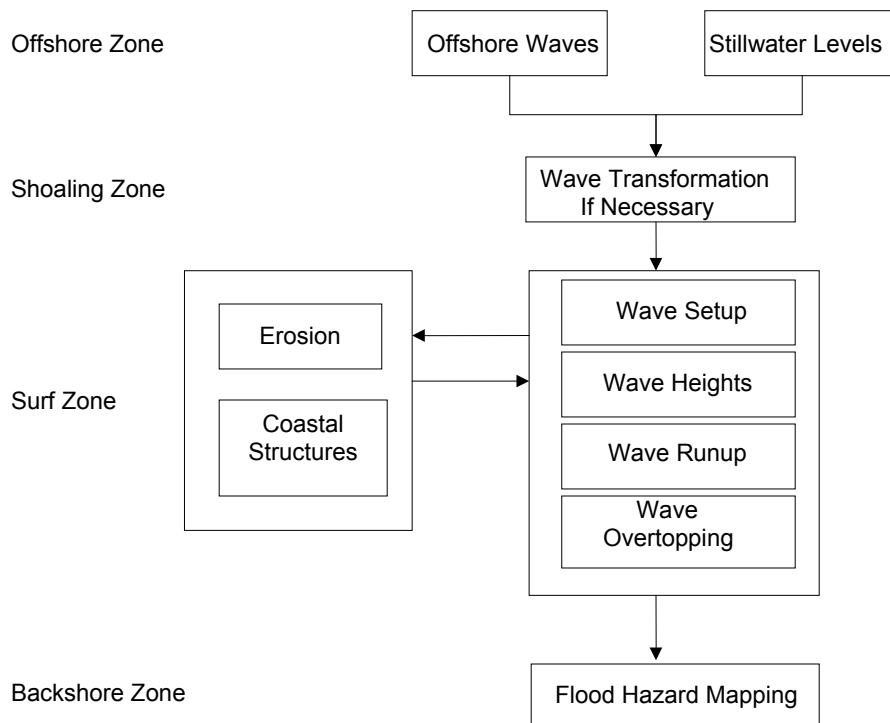 Offshore Zone
Offshore Waves
Stillwater Levels
Shoaling Zone
Wave Transformation
If Necessary
Surf Zone
Erosion
Coastal
Structures
Wave Setup
Wave Heights
Wave Runup
Wave
Overtopping
Backshore Zone
Flood Hazard Mapping